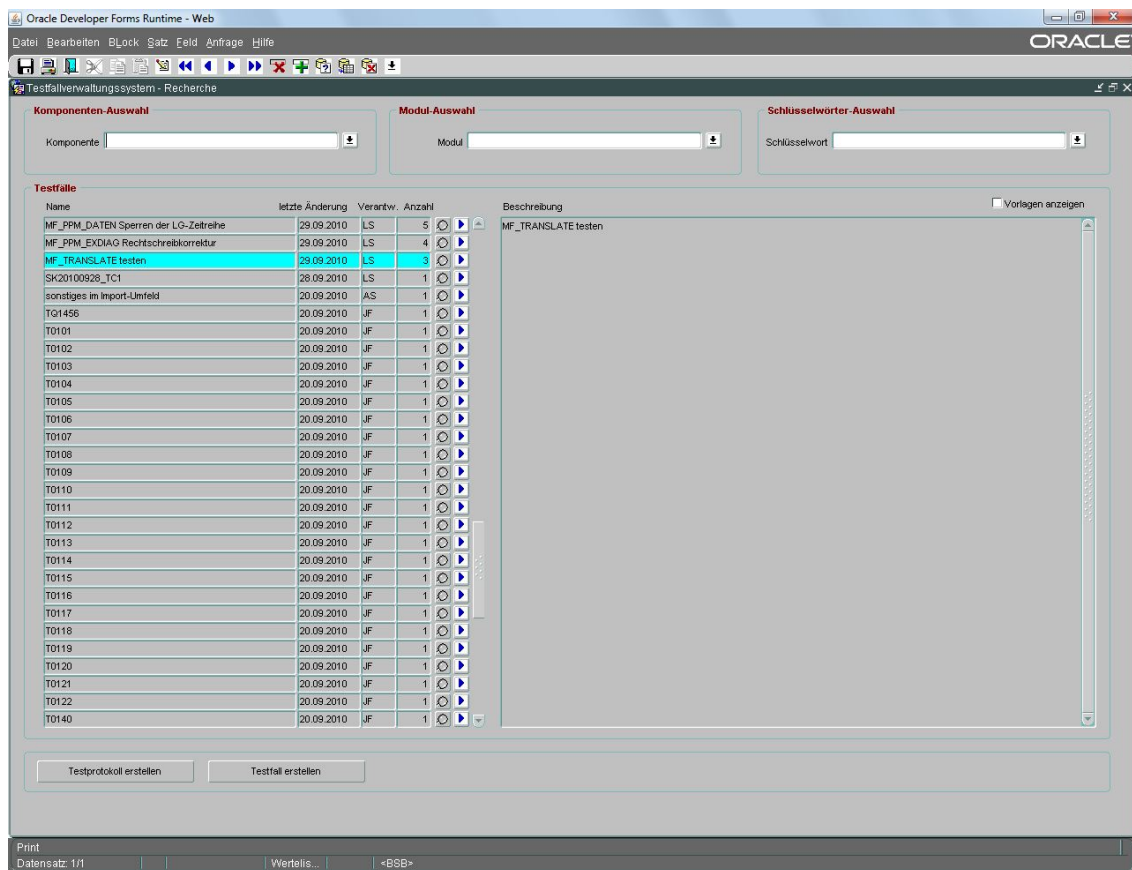 Oracle Developer Forms Runtime - Web
Datei Bearbeiten BLock Satz Feld Anfrage Hilfe
ORACLE
Testfallverwaltungssystem - Recherche
Komponenten-Auswahl Modul-Auswahl Schlüsselwörter-Auswahl
Komponente Modul Schlüsselwort
Testfälle
Vorlagen anzeigen
Name letzte Änderung Verantw. Anzahl Beschreibung
MF_PPM_DATEN Sperren der LG-Zeitreihe 29.09.2010 LS 5 MF_TRANSLATE testen
MF_PPM_EXDIAG Rechtschreibkorrektur 29.09.2010 LS 4
MF_TRANSLATE testen 29.09.2010 LS 3
SK20100928_TC1 28.09.2010 LS 1
sonstiges im Import-Umfeld 20.09.2010 AS 1
TQ1456 20.09.2010 JF 1
T0101 20.09.2010 JF 1
T0102 20.09.2010 JF 1
T0103 20.09.2010 JF 1
T0104 20.09.2010 JF 1
T0105 20.09.2010 JF 1
T0106 20.09.2010 JF 1
T0107 20.09.2010 JF 1
T0108 20.09.2010 JF 1
T0109 20.09.2010 JF 1
T0110 20.09.2010 JF 1
T0111 20.09.2010 JF 1
T0112 20.09.2010 JF 1
T0113 20.09.2010 JF 1
T0114 20.09.2010 JF 1
T0115 20.09.2010 JF 1
T0116 20.09.2010 JF 1
T0117 20.09.2010 JF 1
T0118 20.09.2010 JF 1
T0119 20.09.2010 JF 1
T0120 20.09.2010 JF 1
T0121 20.09.2010 JF 1
T0122 20.09.2010 JF 1
T0140 20.09.2010 JF 1
Testprotokoll erstellen Testfall erstellen
Print
Datensatz: 1/1 Wertelis... <BSB>